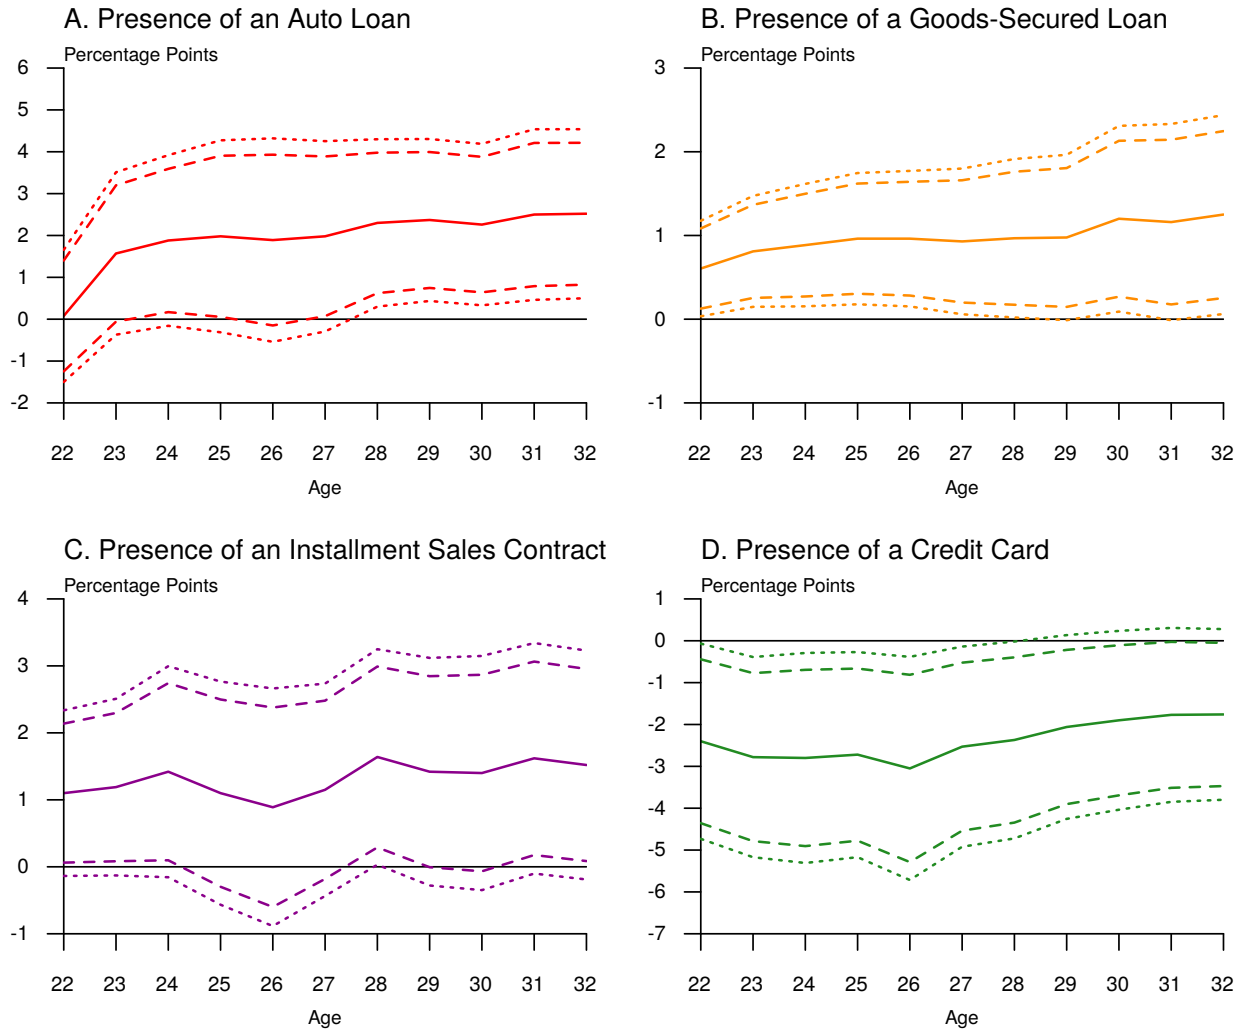 A. Presence of an Auto Loan
Percentage Points
6
5
4
3
2
1
0
-1
-2
22 23 24 25 26 27 28 29 30 31 32
Age
B. Presence of a Goods-Secured Loan
Percentage Points
3
2
1
0
-1
22 23 24 25 26 27 28 29 30 31 32
Age
C. Presence of an Installment Sales Contract
Percentage Points
4
3
2
1
0
-1
22 23 24 25 26 27 28 29 30 31 32
Age
D. Presence of a Credit Card
Percentage Points
1
0
-1
-2
-3
-4
-5
-6
-7
22 23 24 25 26 27 28 29 30 31 32
Age